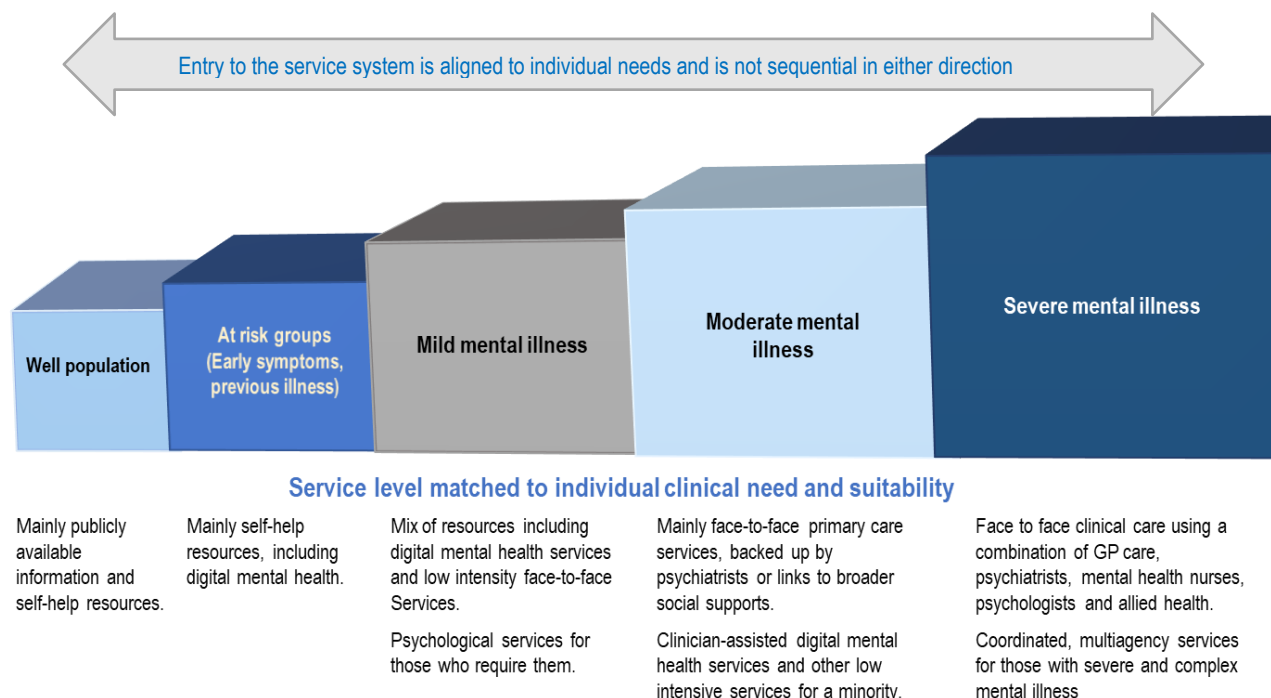 Entry to the service system is aligned to individual needs and is not sequential in either direction
Well population
At risk groups
(Early symptoms,
previous illness)
Mild mental illness
Moderate mental
illness
Severe mental illness
Service level matched to individual clinical need and suitability
Mainly publicly
available
information and
self-help resources.
Mainly self-help
resources, including
digital mental health.
Mix of resources including
digital mental health services
and low intensity face-to-face
Services.
Psychological services for
those who require them.
Mainly face-to-face primary care
services, backed up by
psychiatrists or links to broader
social supports.
Clinician-assisted digital mental
health services and other low
intensive services for a minority.
Face to face clinical care using a
combination of GP care,
psychiatrists, mental health nurses,
psychologists and allied health.
Coordinated, multiagency services
for those with severe and complex
mental illness